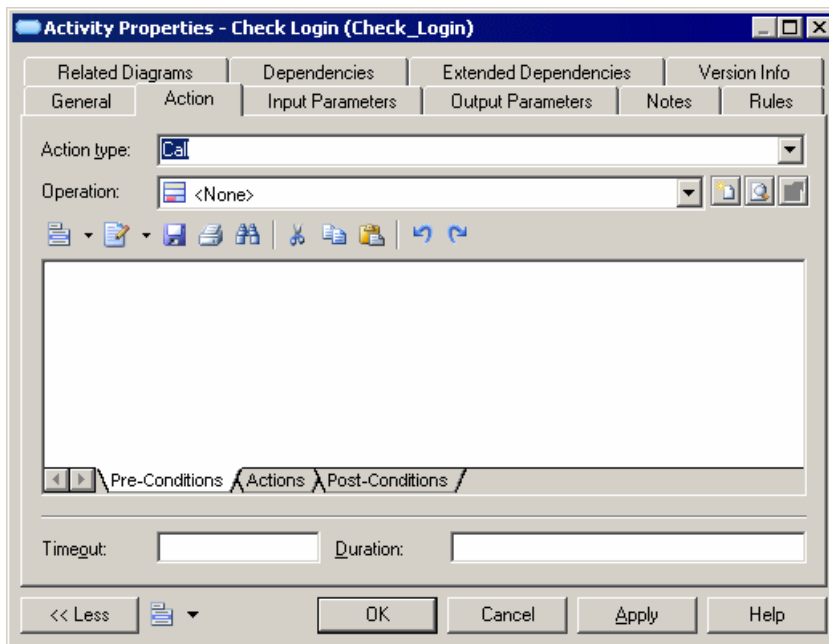 Activity Properties - Check Login (Check_Login)
Related Diagrams Dependencies Extended Dependencies Version Info
General Action Input Parameters Output Parameters Notes Rules
Action type: Call
Operation: <None>
Pre-Conditions Actions Post-Conditions
Timeout: Duration:
<< Less OK Cancel Apply Help